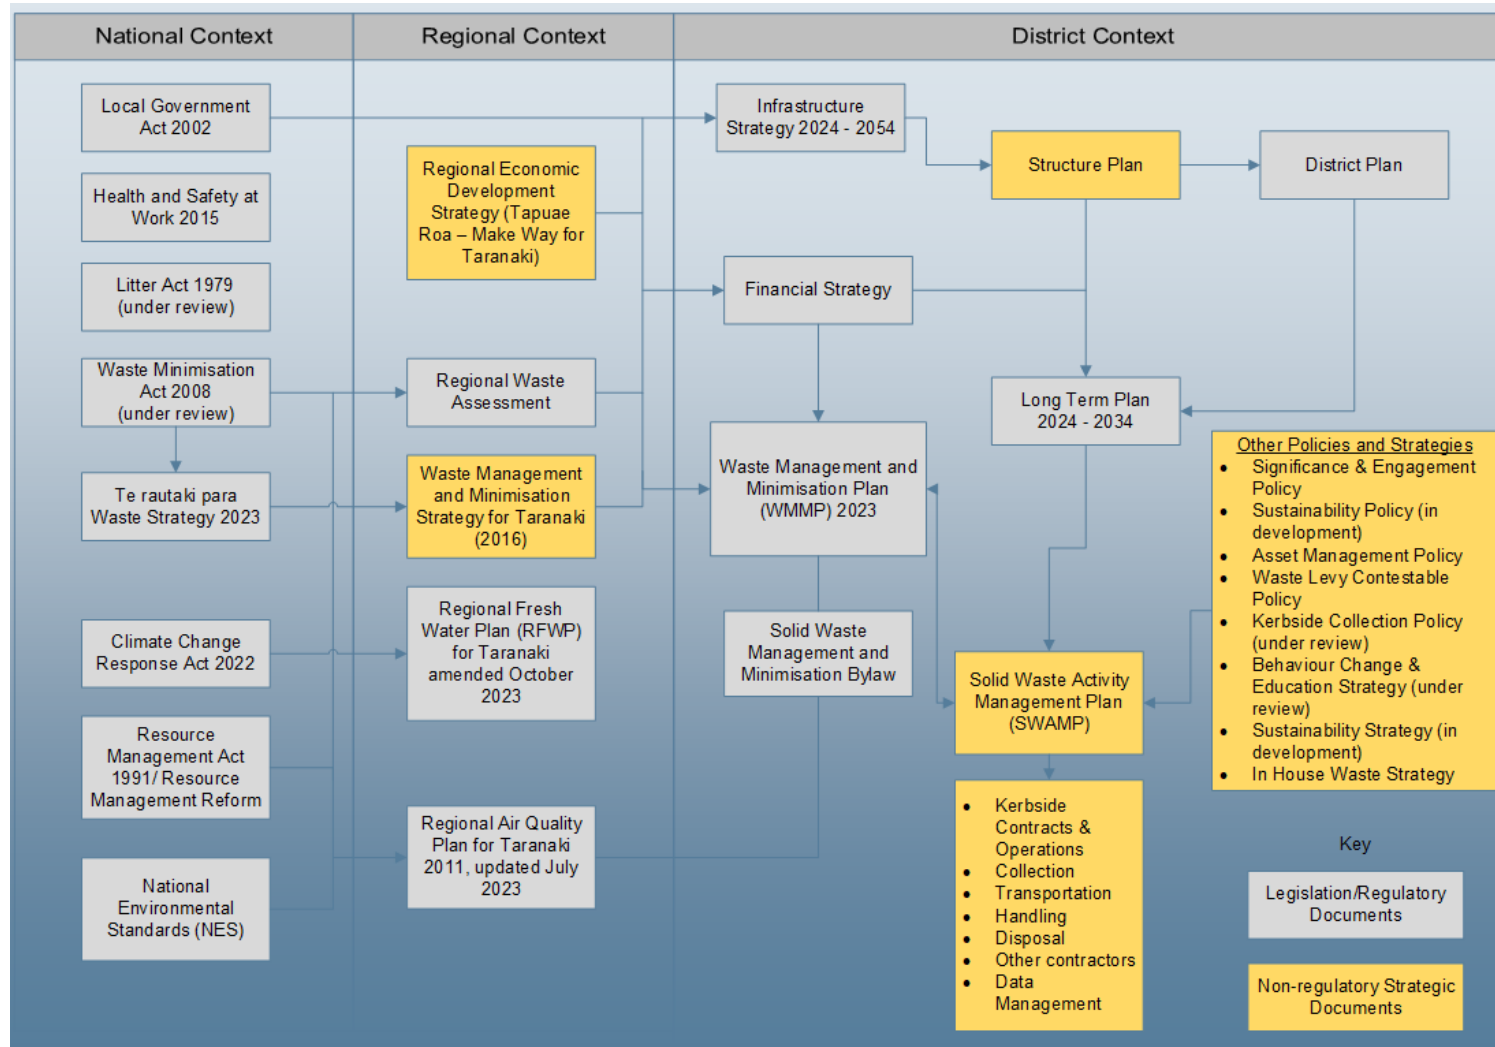 National Context
Regional Context
District Context
Local Government
Act 2002
Health and Safety at
Work 2015
Litter Act 1979
(under review)
Waste Minimisation
Act 2008
(under review)
Te rautaki para
Waste Strategy 2023
Climate Change
Response Act 2022
Resource
Management Act
1991/ Resource
Management Reform
National
Environmental
Standards (NES)
Regional Economic
Development
Strategy (Tapuae
Roa – Make Way for
Taranaki)
Regional Waste
Assessment
Waste Management
and Minimisation
Strategy for Taranaki
(2016)
Regional Fresh
Water Plan (RFWP)
for Taranaki
amended October
2023
Regional Air Quality
Plan for Taranaki
2011, updated July
2023
Infrastructure
Strategy 2024 - 2054
Structure Plan
District Plan
Financial Strategy
Long Term Plan
2024 - 2034
Waste Management and
Minimisation Plan
(WMMP) 2023
Solid Waste
Management and
Minimisation Bylaw
Solid Waste Activity
Management Plan
(SWAMP)
• Kerbside
Contracts &
Operations
• Collection
• Transportation
• Handling
• Disposal
• Other contractors
• Data
Management
Other Policies and Strategies
• Significance & Engagement
Policy
• Sustainability Policy (in
development)
• Asset Management Policy
• Waste Levy Contestable
Policy
• Kerbside Collection Policy
(under review)
• Behaviour Change &
Education Strategy (under
review)
• Sustainability Strategy (in
development)
• In House Waste Strategy
Key
Legislation/Regulatory
Documents
Non-regulatory Strategic
Documents